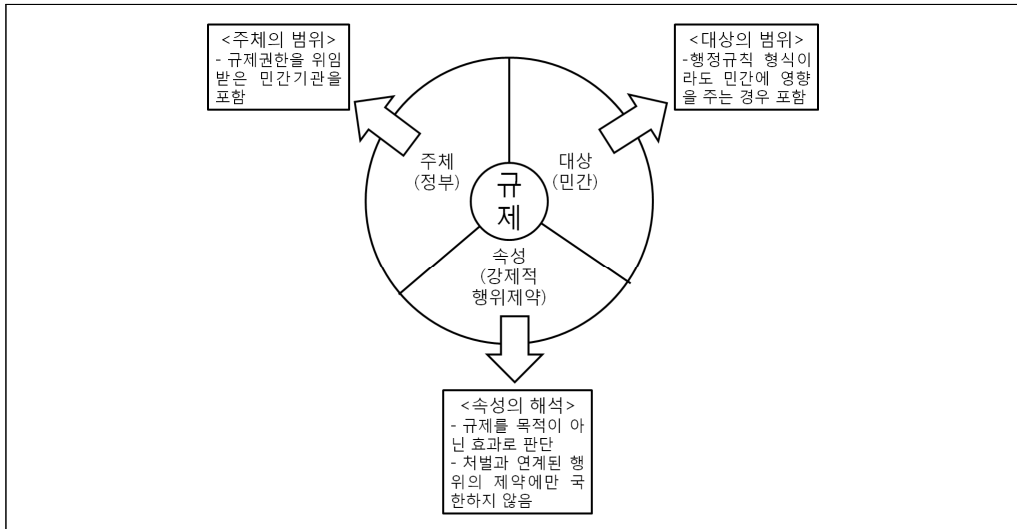 <주체의 범위>
- 규제권한을 위임
받은 민간기관을
포함
<대상의 범위>
-행정규칙 형식이
라도 민간에 영향
을 주는 경우 포함
주체
(정부)
대상
(민간)
규
제
속성
(강제적
행위제약)
<속성의 해석>
- 규제를 목적이 아
닌 효과로 판단
- 처벌과 연계된 행
위의 제약에만 국
한하지 않음